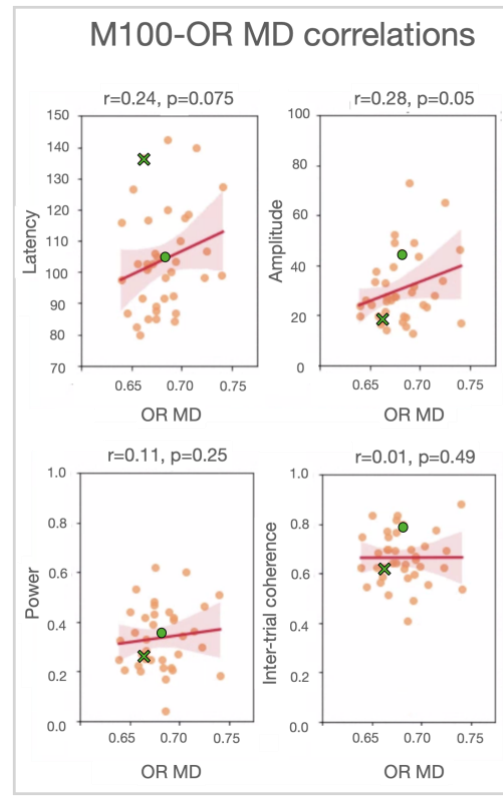 M100-OR MD correlations
r=0.24, p=0.075
Latency
150
140
130
120
110
100
90
80
70
0.65 0.70 0.75
OR MD
r=0.28, p=0.05
Amplitude
100
80
60
40
20
0
0.65 0.70 0.75
OR MD
r=0.11, p=0.25
Power
1.0
0.8
0.6
0.4
0.2
0.0
0.65 0.70 0.75
OR MD
r=0.01, p=0.49
Inter-trial coherence
1.0
0.8
0.6
0.4
0.2
0.0
0.65 0.70 0.75
OR MD